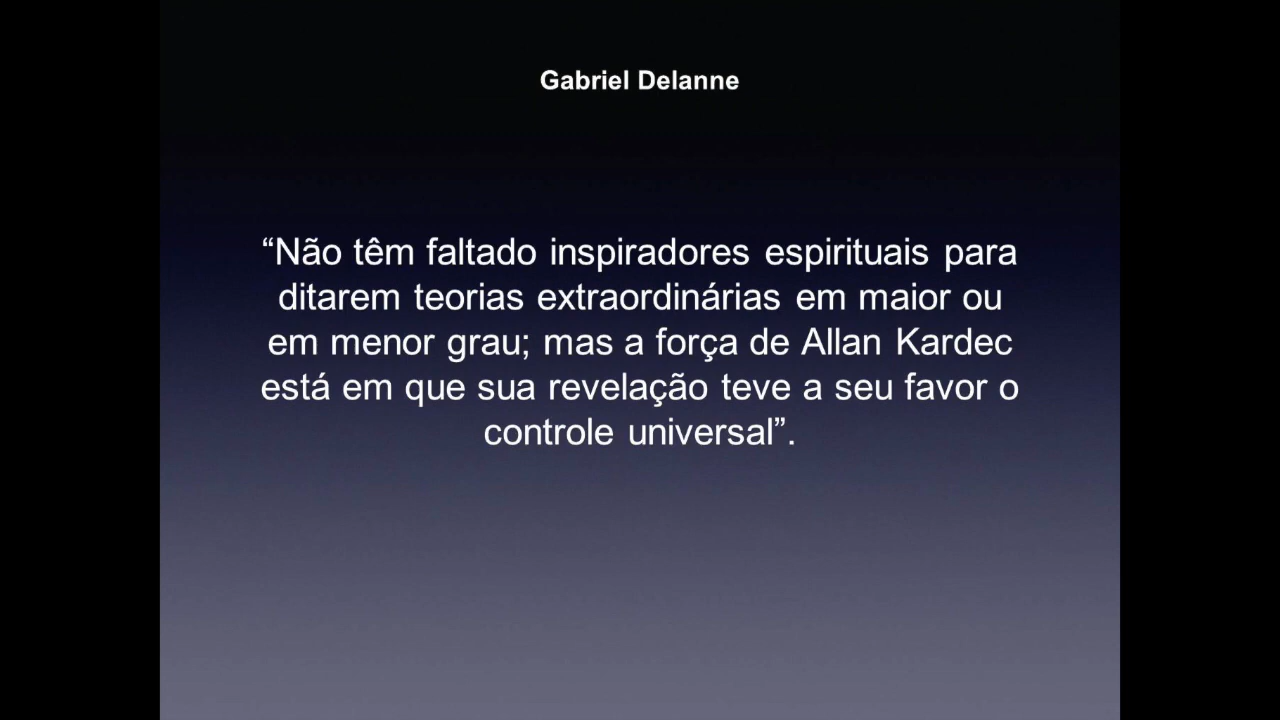 Gabriel Delanne
“Não têm faltado inspiradores espirituais para
ditarem teorias extraordinárias em maior ou
em menor grau; mas a força de Allan Kardec
está em que sua revelação teve a seu favor o
controle universal”.